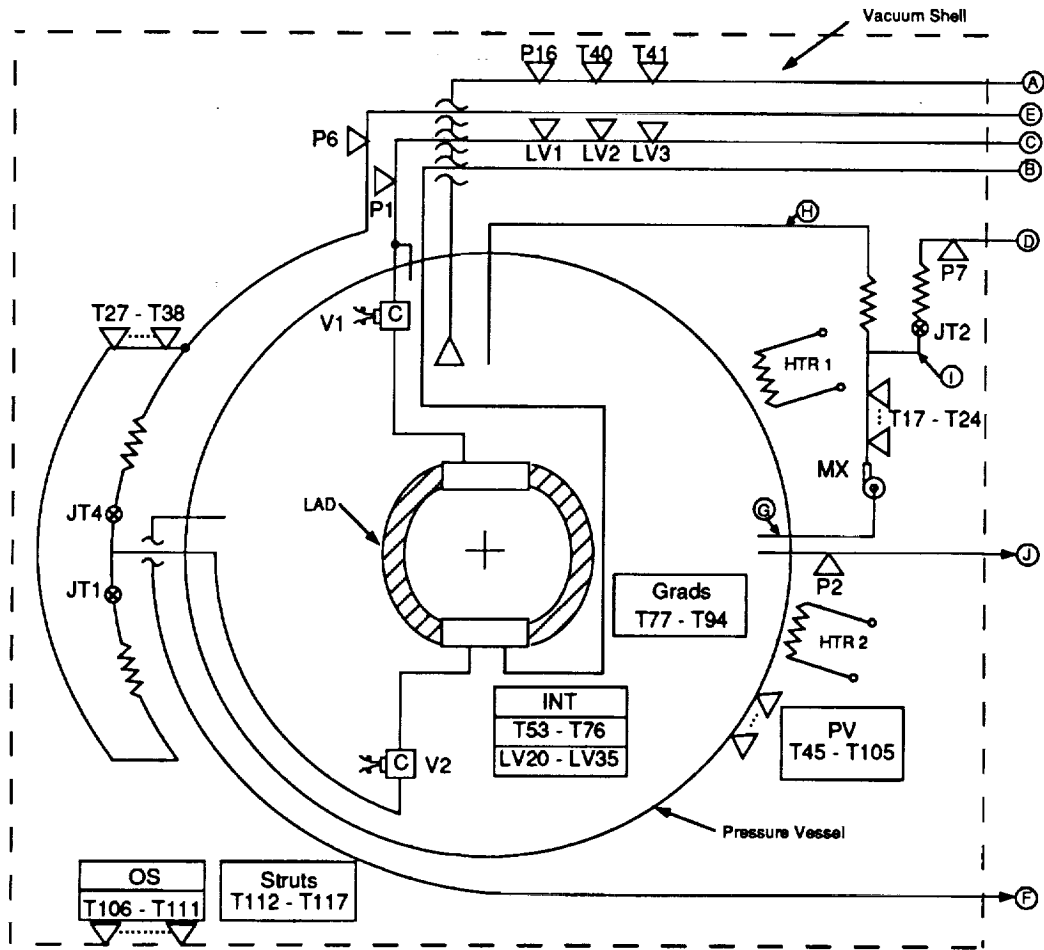 Vacuum Shell
P16 T40 T41
A
E
P6
C
LV1 LV2 LV3
B
P1
H
D
P7
T27 - T38
V1
C
JT2
HTR 1
I
T17 - T24
MX
LAD
G
JT4
J
P2
JT1
Grads
T77 - T94
HTR 2
INT
T53 - T76
LV20 - LV35
PV
T45 - T105
C
V2
Pressure Vessel
OS
T106 - T111
Struts
T112 - T117
F